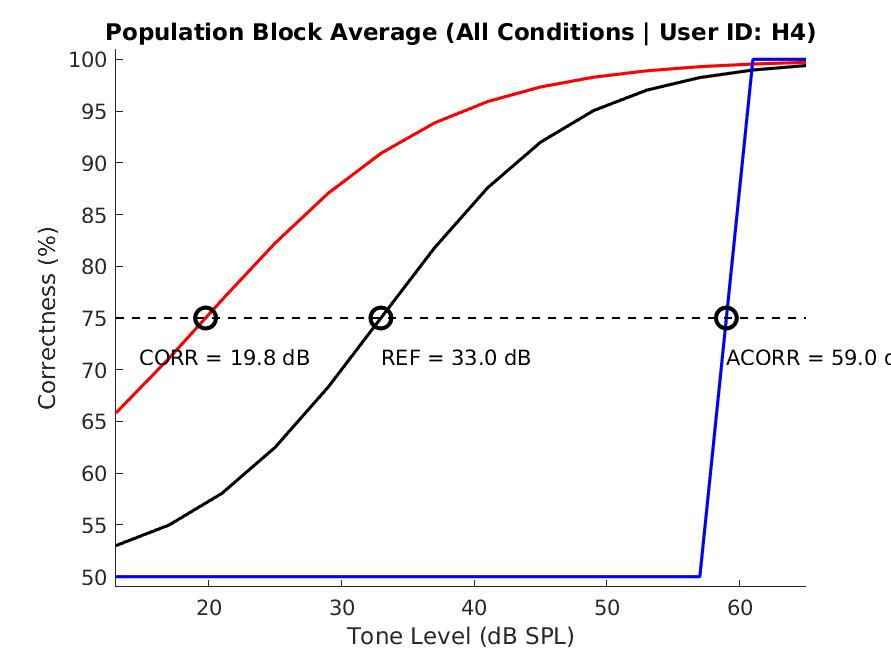 Population Block Average (All Conditions | User ID: H4)
100
95
90
85
80
75
70
65
60
55
50
Correctness (%)
CORR = 19.8 dB
REF = 33.0 dB
ACORR = 59.0 d
20
30
40
50
60
Tone Level (dB SPL)